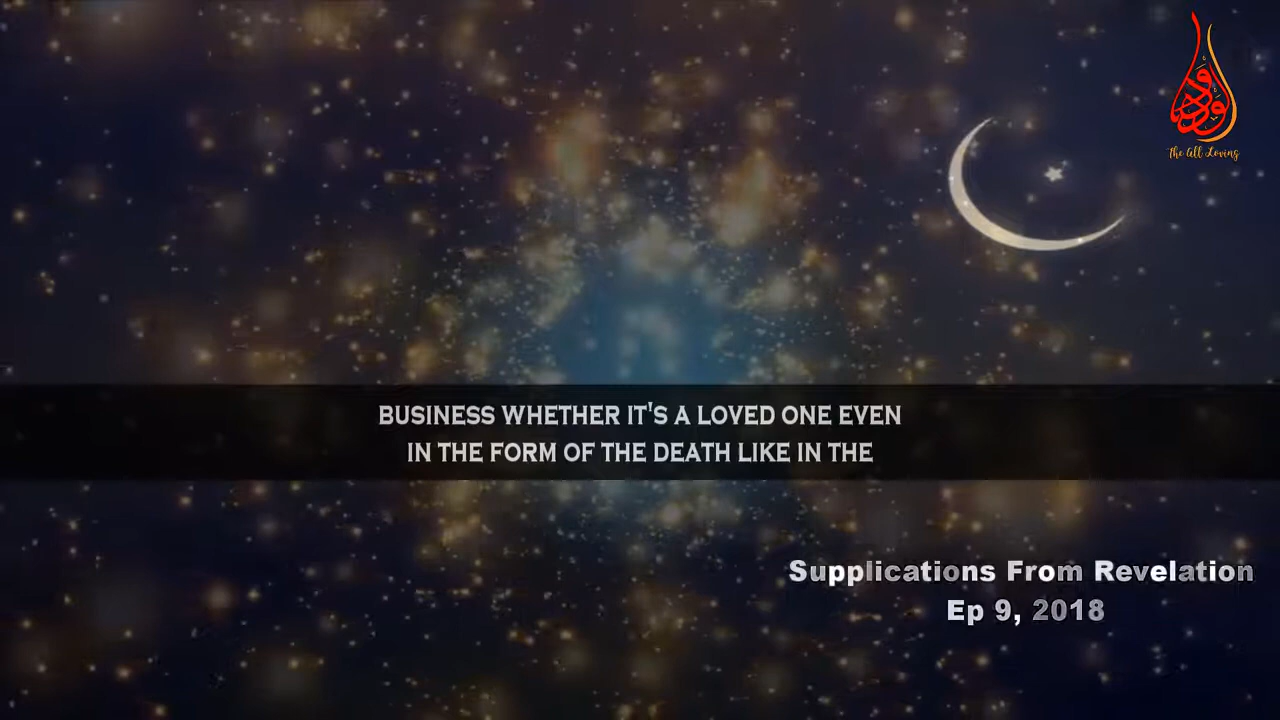 الودود
The All Loving
BUSINESS WHETHER IT'S A LOVED ONE EVEN
IN THE FORM OF THE DEATH LIKE IN THE
Supplications From Revelation
Ep 9, 2018